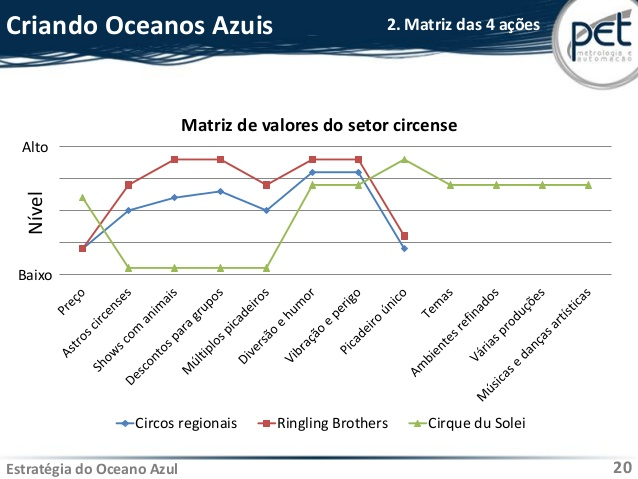 Criando Oceanos Azuis
2. Matriz das 4 ações
pet
metrologia e
automação
Matriz de valores do setor circense
Alto
Nível
Baixo
Preço
Astros circenses
Shows com animais
Descontos para grupos
Múltiplos picadeiros
Diversão e humor
Vibração e perigo
Picadeiro único
Temas
Ambientes refinados
Várias produções
Músicas e danças artísticas
Circos regionais
Ringling Brothers
Cirque du Solei
Estratégia do Oceano Azul
20